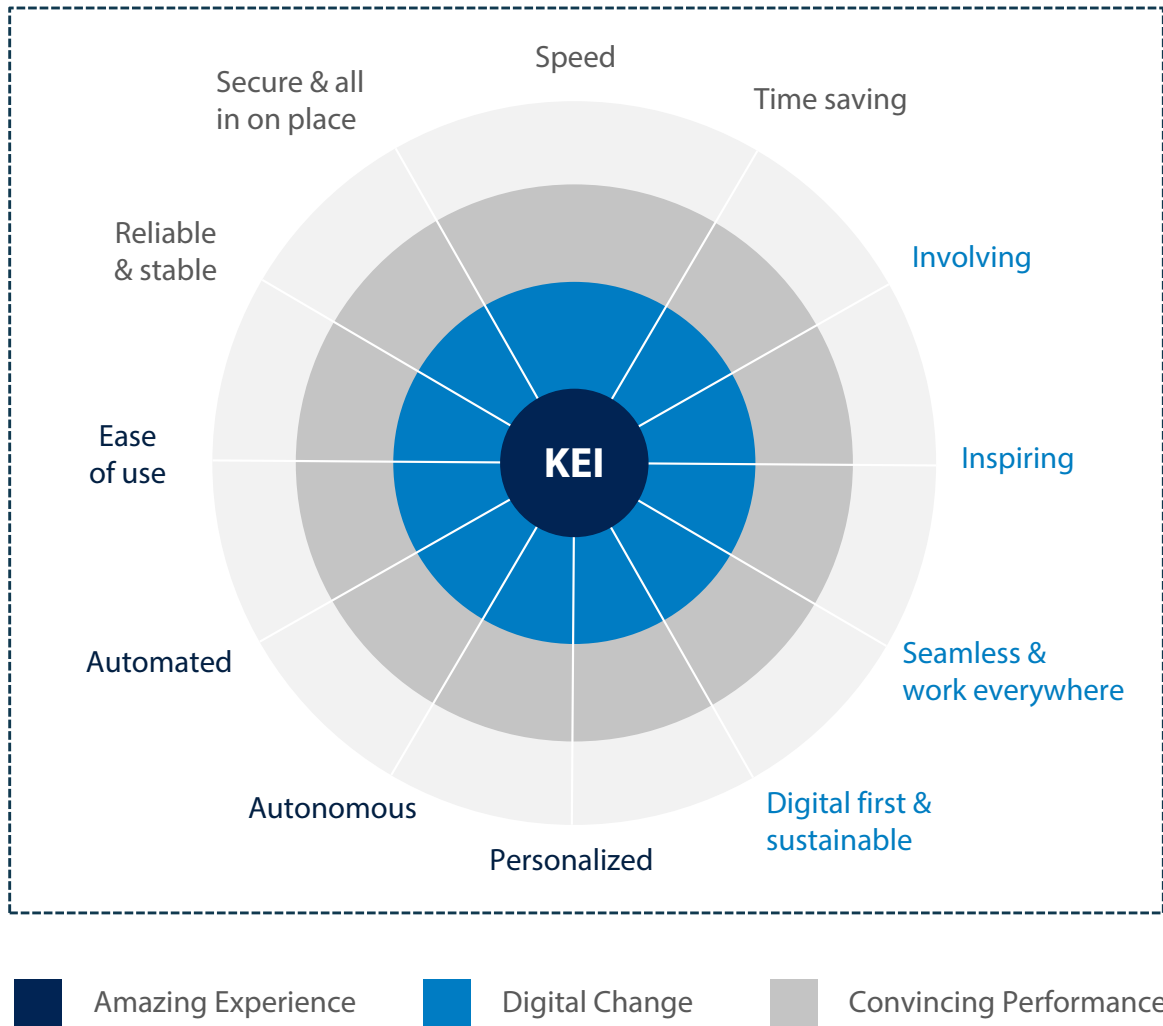 Speed
Secure & all
in on place
Time saving
Reliable
& stable
Involving
Ease
of use
KEI
Inspiring
Automated
Seamless &
work everywhere
Autonomous
Digital first &
sustainable
Personalized
Amazing Experience
Digital Change
Convincing Performance